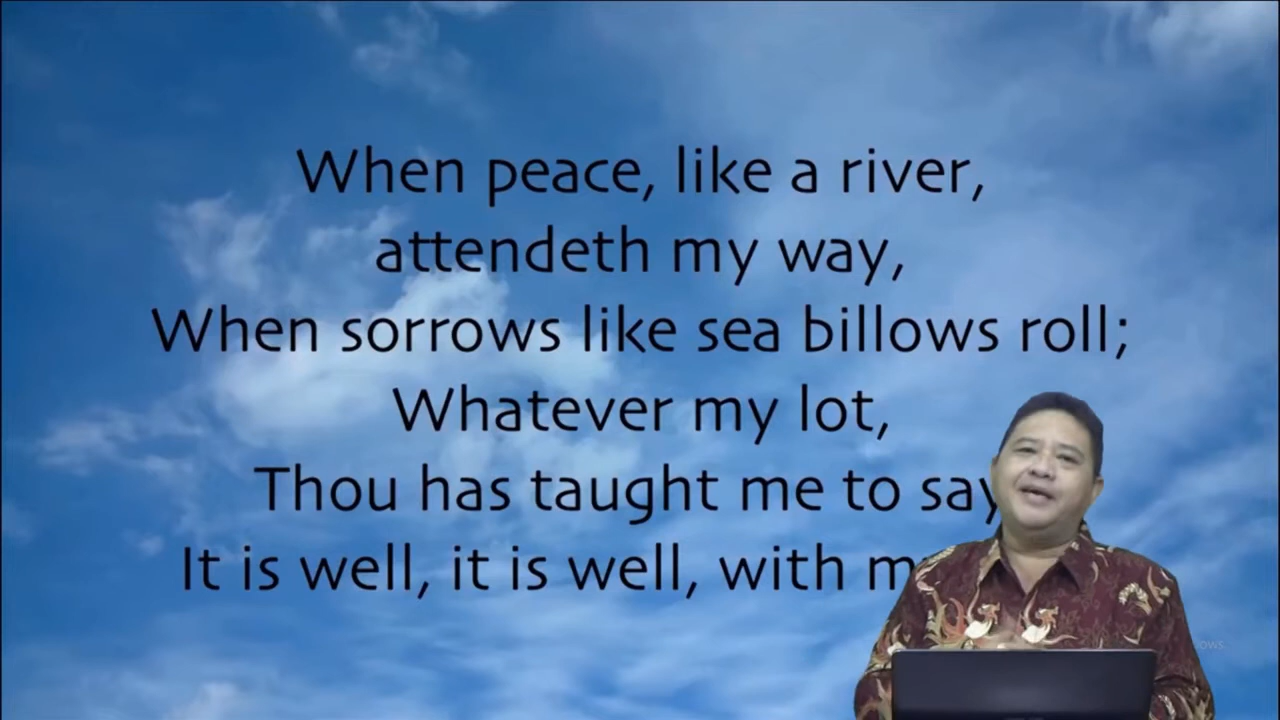 When peace, like a river,
attendeth my way,
When sorrows like sea billows roll;
Whatever my lot,
Thou has taught me to say
It is well, it is well, with